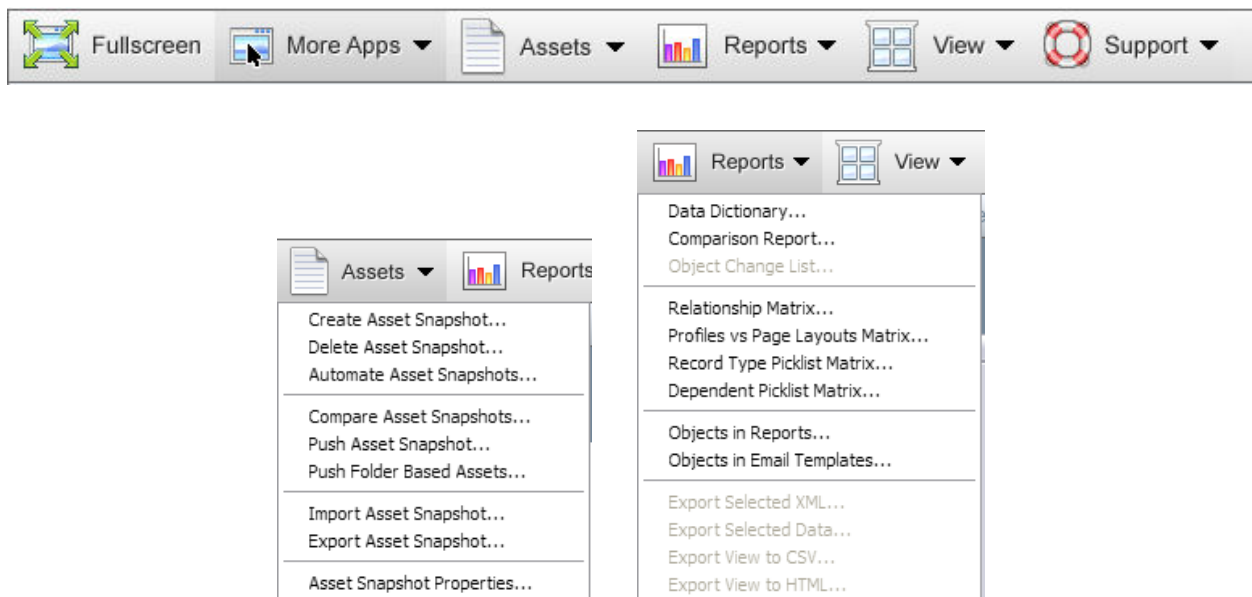 Fullscreen More Apps Assets Reports View Support
Assets Reports
Create Asset Snapshot...
Delete Asset Snapshot...
Automate Asset Snapshots...
Compare Asset Snapshots...
Push Asset Snapshot...
Push Folder Based Assets...
Import Asset Snapshot...
Export Asset Snapshot...
Asset Snapshot Properties...
Reports View
Data Dictionary...
Comparison Report...
Object Change List...
Relationship Matrix...
Profiles vs Page Layouts Matrix...
Record Type Picklist Matrix...
Dependent Picklist Matrix...
Objects in Reports...
Objects in Email Templates...
Export Selected XML...
Export Selected Data...
Export View to CSV...
Export View to HTML...